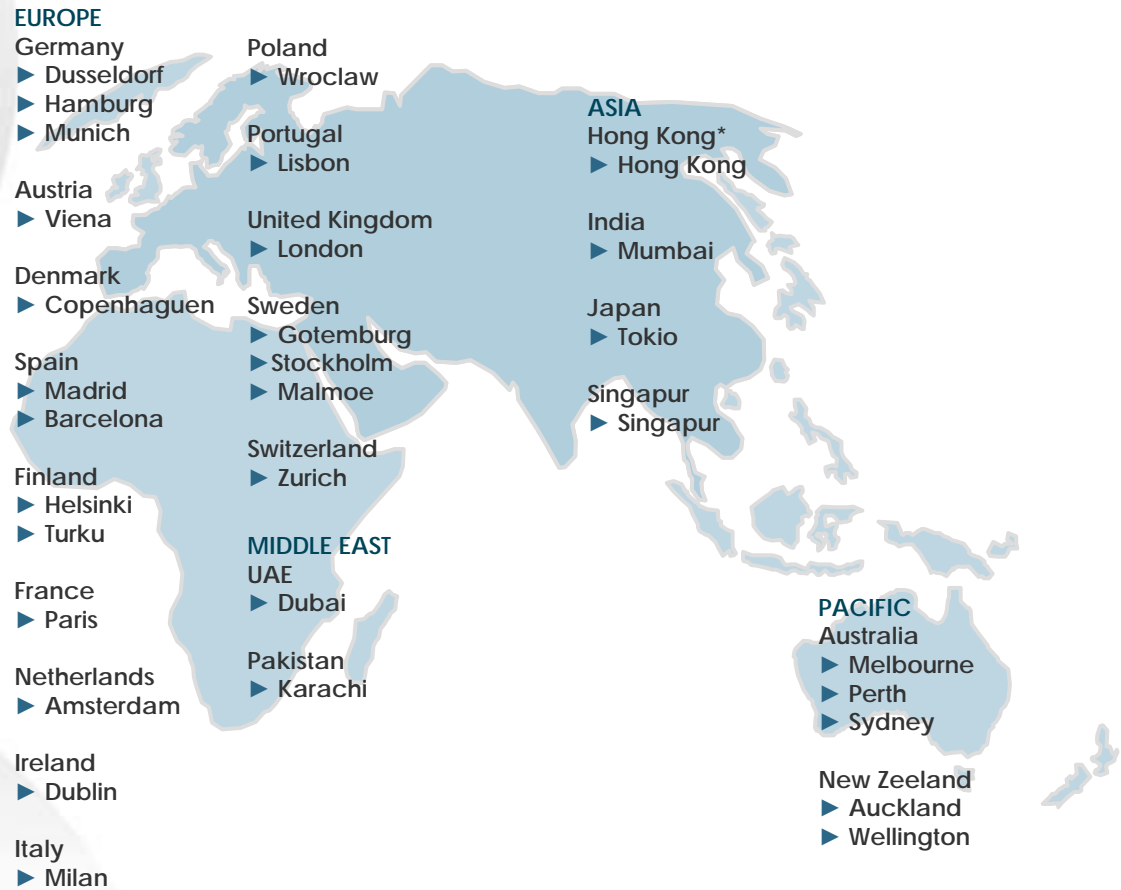 EUROPE
Germany
► Dusseldorf
► Hamburg
► Munich
Austria
► Viena
Denmark
► Copenhaguen
Spain
► Madrid
► Barcelona
Finland
► Helsinki
► Turku
France
► Paris
Netherlands
► Amsterdam
Ireland
► Dublin
Italy
► Milan
Poland
► Wroclaw
Portugal
► Lisbon
United Kingdom
► London
Sweden
► Gotemburg
►Stockholm
► Malmoe
Switzerland
► Zurich
MIDDLE EAST
UAE
► Dubai
Pakistan
► Karachi
ASIA
Hong Kong*
► Hong Kong
India
► Mumbai
Japan
► Tokio
Singapur
► Singapur
PACIFIC
Australia
► Melbourne
► Perth
► Sydney
New Zeeland
► Auckland
► Wellington